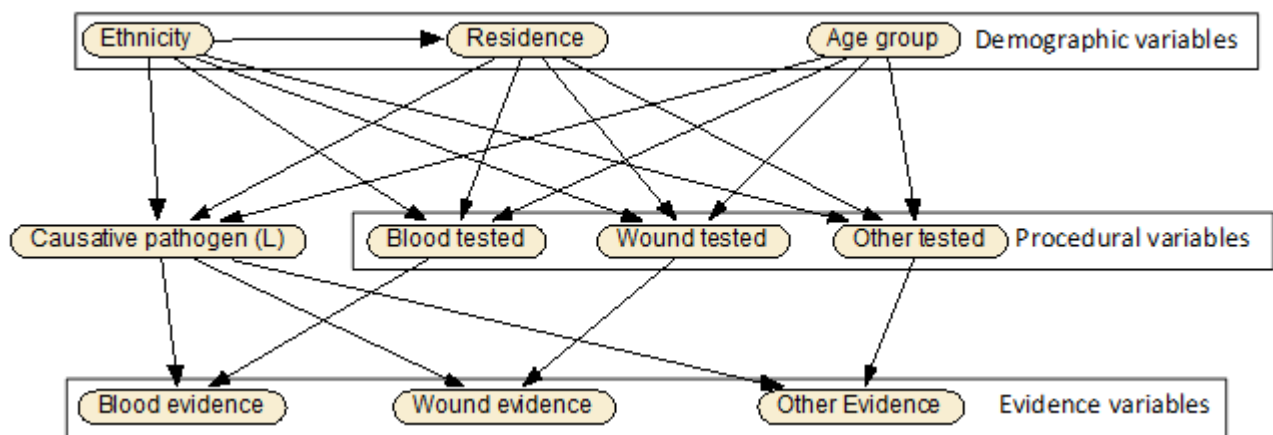 Ethnicity
Residence
Age group
Demographic variables
Causative pathogen (L)
Blood tested
Wound tested
Other tested
Procedural variables
Blood evidence
Wound evidence
Other Evidence
Evidence variables